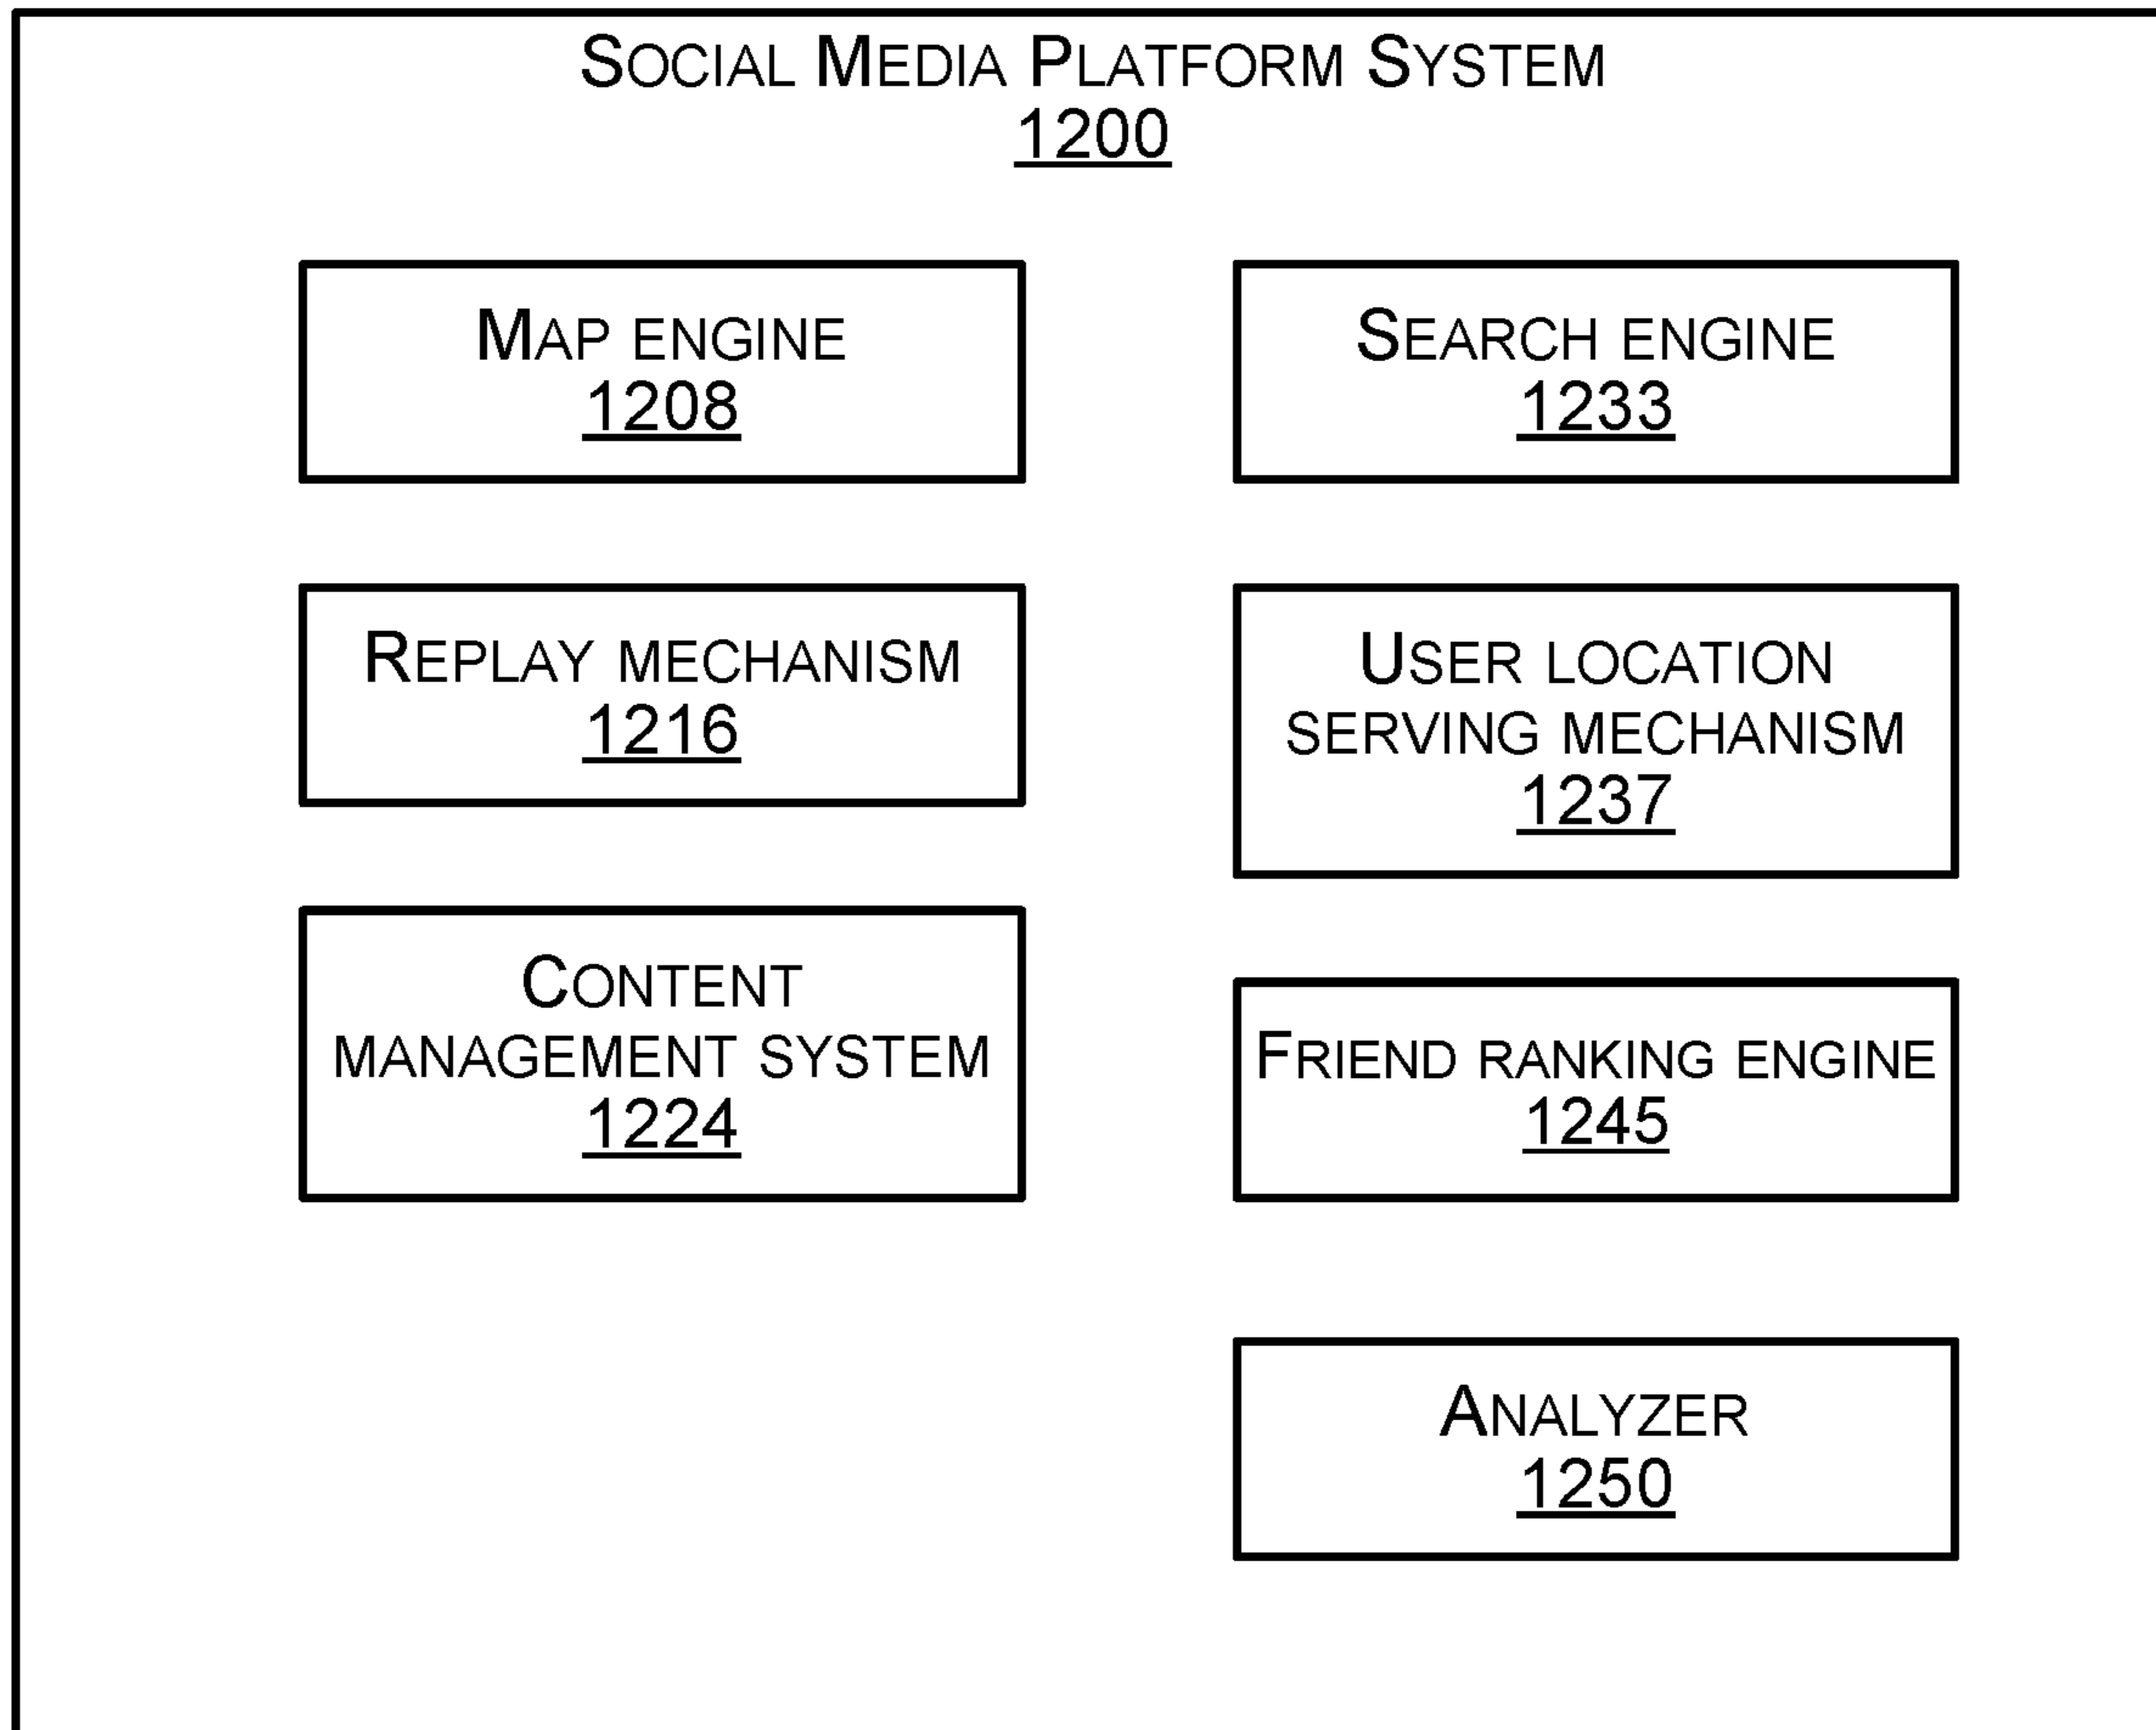 Social Media Platform System
1200
Map engine
1208
Search engine
1233
Replay mechanism
1216
User location
serving mechanism
1237
Content
management system
1224
Friend ranking engine
1245
Analyzer
1250